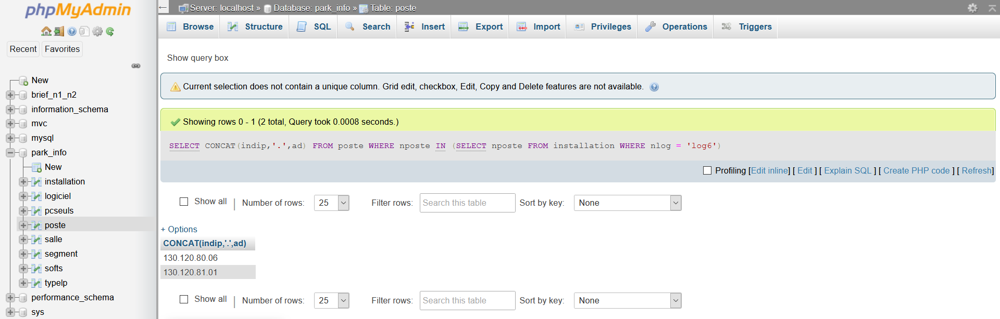 phpMyAdmin
Recent Favorites
New
brief_n1_n2
information_schema
mvc
mysql
park_info
New
installation
logiciel
pcseuls
poste
salle
segment
softs
typelp
performance_schema
sys
Server: localhost » Database: park_info » Table: poste
Browse Structure SQL Search Insert Export Import Privileges Operations Triggers
Show query box
Current selection does not contain a unique column. Grid edit, checkbox, Edit, Copy and Delete features are not available.
Showing rows 0 - 1 (2 total, Query took 0.0008 seconds.)
SELECT CONCAT(indip,'.',ad) FROM poste WHERE nposte IN (SELECT nposte FROM installation WHERE nlog = 'log6')
Profiling [Edit inline] [ Edit ] [ Explain SQL ] [ Create PHP code ] [ Refresh]
Show all | Number of rows: 25 Filter rows: Search this table Sort by key: None
+ Options
CONCAT(indip,'.',ad)
130.120.80.06
130.120.81.01
Show all | Number of rows: 25 Filter rows: Search this table Sort by key: None